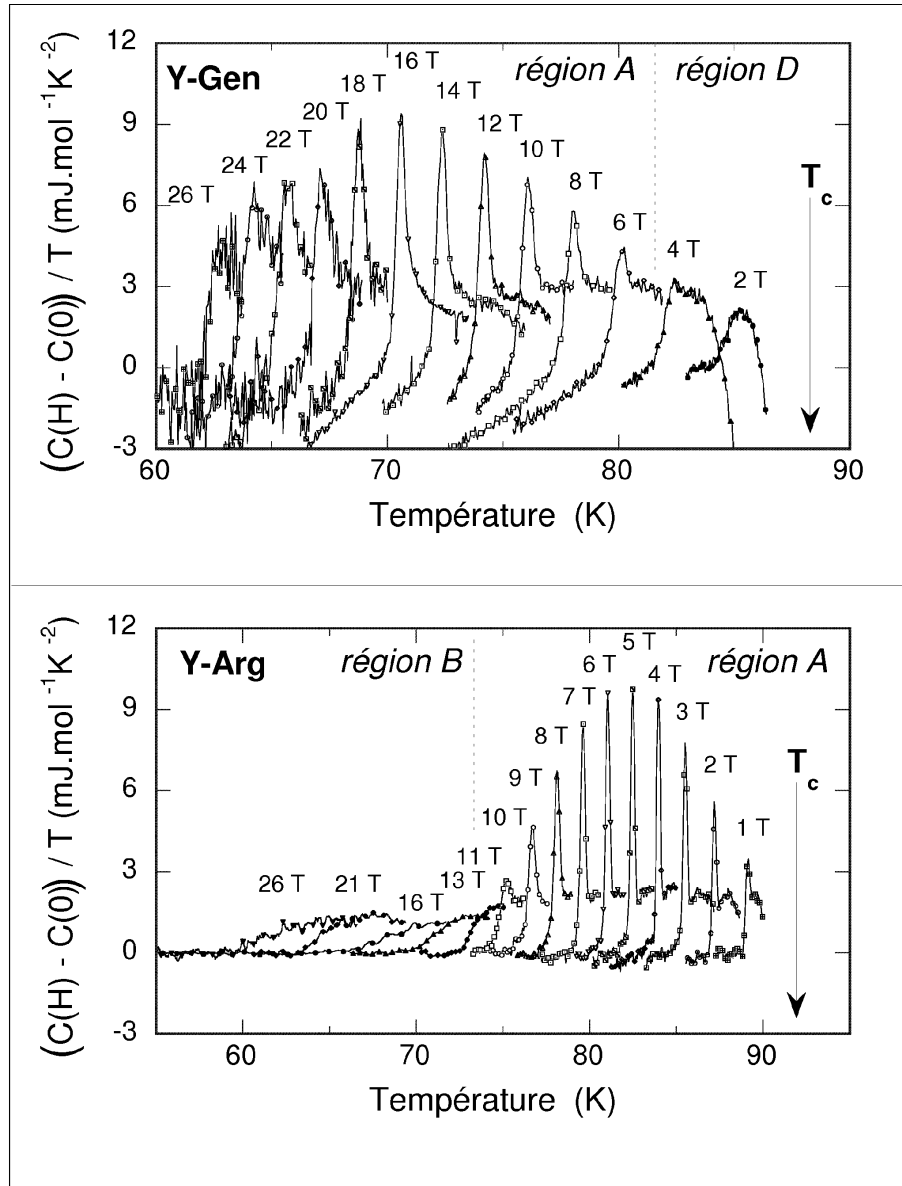 12
9
6
3
0
-3
(C(H) - C(0)) / T (mJ.mol -1K -2)
Y-Gen
16 T
région A
région D
18 T
14 T
20 T
12 T
22 T
10 T
24 T
8 T
26 T
6 T
4 T
2 T
Tc
60
70
80
90
Température (K)
12
9
6
3
0
-3
(C(H) - C(0)) / T (mJ.mol -1K -2)
Y-Arg
région B
5 T
région A
6 T
4 T
7 T
3 T
8 T
2 T
Tc
9 T
10 T
1 T
11 T
26 T
21 T
13 T
16 T
60
70
80
90
Température (K)